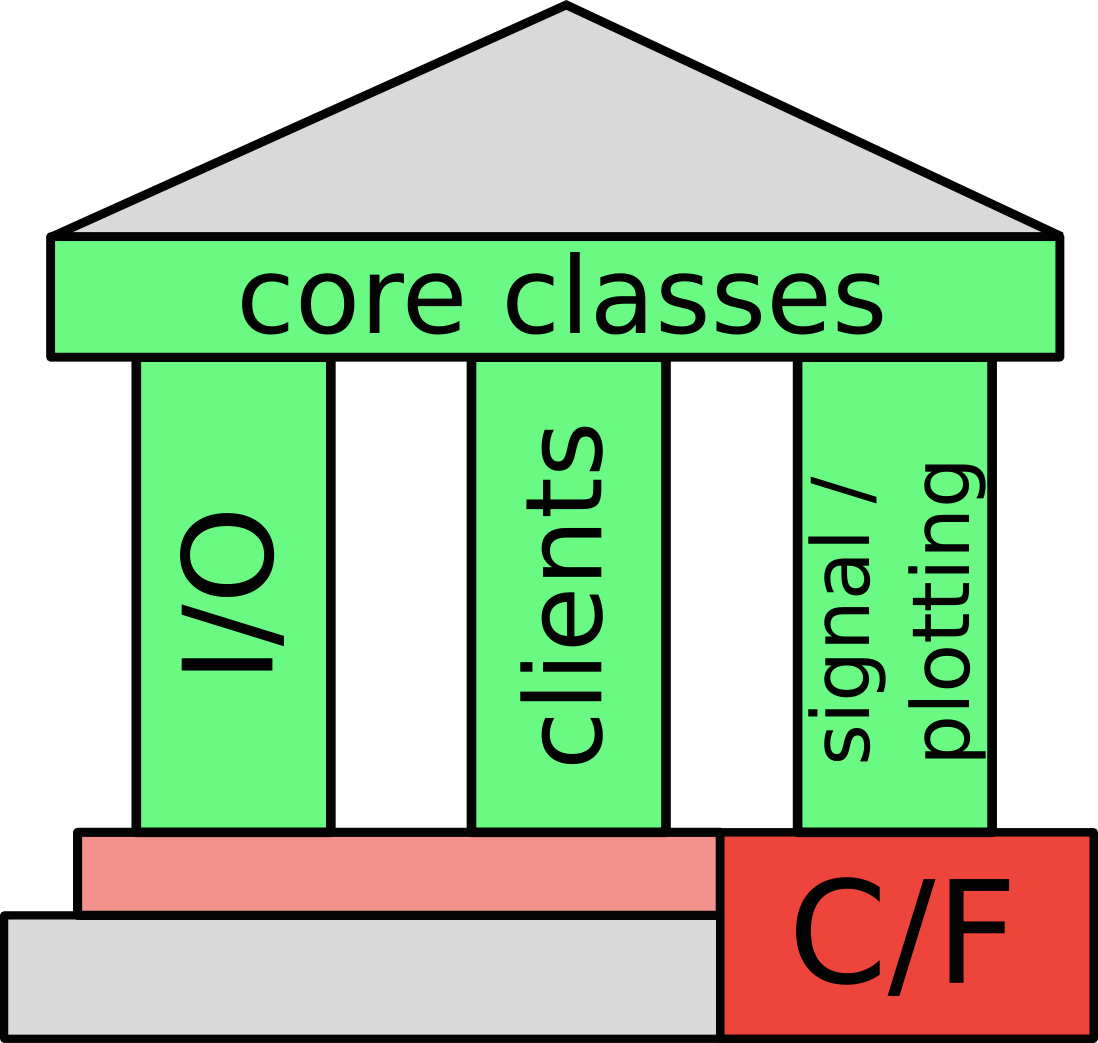 core classes
I/O
clients
signal /
plotting
C/F